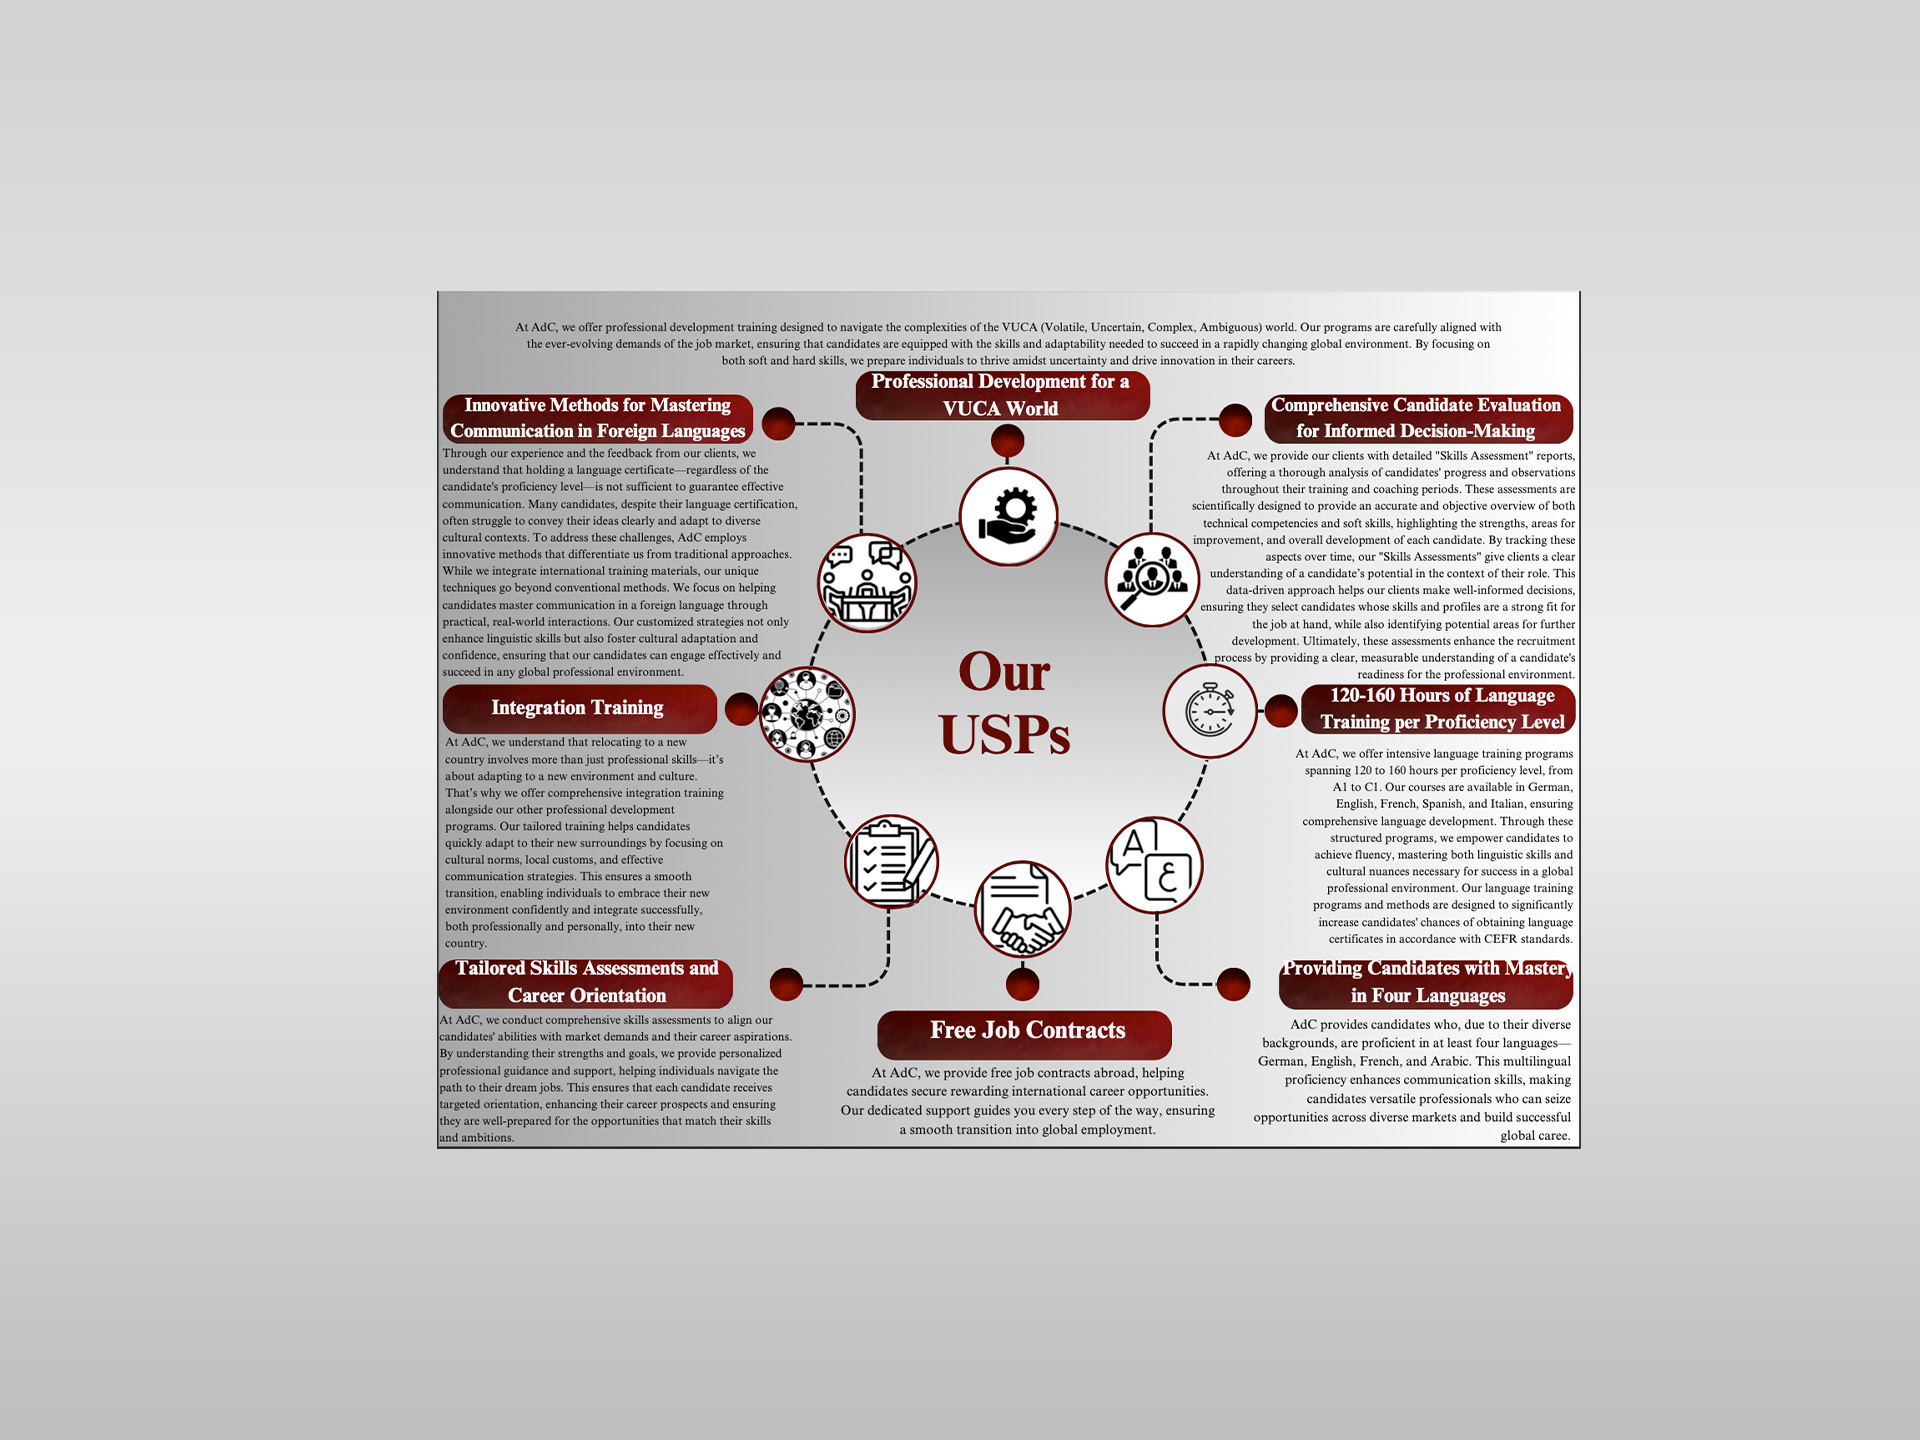 At AdC, we offer professional development training designed to navigate the complexities of the VUCA (Volatile, Uncertain, Complex, Ambiguous) world. Our programs are carefully aligned with
the ever-evolving demands of the job market, ensuring that candidates are equipped with the skills and adaptability needed to succeed in a rapidly changing global environment. By focusing on
both soft and hard skills, we prepare individuals to thrive amidst uncertainty and drive innovation in their careers.
Professional Development for a
VUCA World
Innovative Methods for Mastering
Communication in Foreign Languages
Through our experience and the feedback from our clients, we
understand that holding a language certificate—regardless of the
candidate's proficiency level—is not sufficient to guarantee effective
communication. Many candidates, despite their language certification,
often struggle to convey their ideas clearly and adapt to diverse
cultural contexts. To address these challenges, AdC employs
innovative methods that differentiate us from traditional approaches.
While we integrate international training materials, our unique
techniques go beyond conventional methods. We focus on helping
candidates master communication in a foreign language through
practical, real-world interactions. Our customized strategies not only
enhance linguistic skills but also foster cultural adaptation and
confidence, ensuring that our candidates can engage effectively and
succeed in any global professional environment.
Comprehensive Candidate Evaluation
for Informed Decision-Making
At AdC, we provide our clients with detailed "Skills Assessment" reports,
offering a thorough analysis of candidates' progress and observations
throughout their training and coaching periods. These assessments are
scientifically designed to provide an accurate and objective overview of both
technical competencies and soft skills, highlighting the strengths, areas for
improvement, and overall development of each candidate. By tracking these
aspects over time, our "Skills Assessments" give clients a clear
understanding of a candidate's potential in the context of their role. This
data-driven approach helps our clients make well-informed decisions,
ensuring they select candidates whose skills and profiles are a strong fit for
the job at hand, while also identifying potential areas for further
development. Ultimately, these assessments enhance the recruitment
process by providing a clear, measurable understanding of a candidate's
readiness for the professional environment.
Our
USPs
Integration Training
At AdC, we understand that relocating to a new
country involves more than just professional skills—it's
about adapting to a new environment and culture.
That's why we offer comprehensive integration training
alongside our other professional development
programs. Our tailored training helps candidates
quickly adapt to their new surroundings by focusing on
cultural norms, local customs, and effective
communication strategies. This ensures a smooth
transition, enabling individuals to embrace their new
environment confidently and integrate successfully,
both professionally and personally, into their new
country.
120-160 Hours of Language
Training per Proficiency Level
At AdC, we offer intensive language training programs
spanning 120 to 160 hours per proficiency level, from
A1 to C1. Our courses are available in German,
English, French, Spanish, and Italian, ensuring
comprehensive language development. Through these
structured programs, we empower candidates to
achieve fluency, mastering both linguistic skills and
cultural nuances necessary for success in a global
professional environment. Our language training
programs and methods are designed to significantly
increase candidates' chances of obtaining language
certificates in accordance with CEFR standards.
A
Tailored Skills Assessments and
Career Orientation
At AdC, we conduct comprehensive skills assessments to align our
candidates' abilities with market demands and their career aspirations.
By understanding their strengths and goals, we provide personalized
professional guidance and support, helping individuals navigate the
path to their dream jobs. This ensures that each candidate receives
targeted orientation, enhancing their career prospects and ensuring
they are well-prepared for the opportunities that match their skills
and ambitions.
Free Job Contracts
At AdC, we provide free job contracts abroad, helping
candidates secure rewarding international career opportunities.
Our dedicated support guides you every step of the way, ensuring
a smooth transition into global employment.
Providing Candidates with Mastery
in Four Languages
AdC provides candidates who, due to their diverse
backgrounds, are proficient in at least four languages—
German, English, French, and Arabic. This multilingual
proficiency enhances communication skills, making
candidates versatile professionals who can seize
opportunities across diverse markets and build successful
global caree.